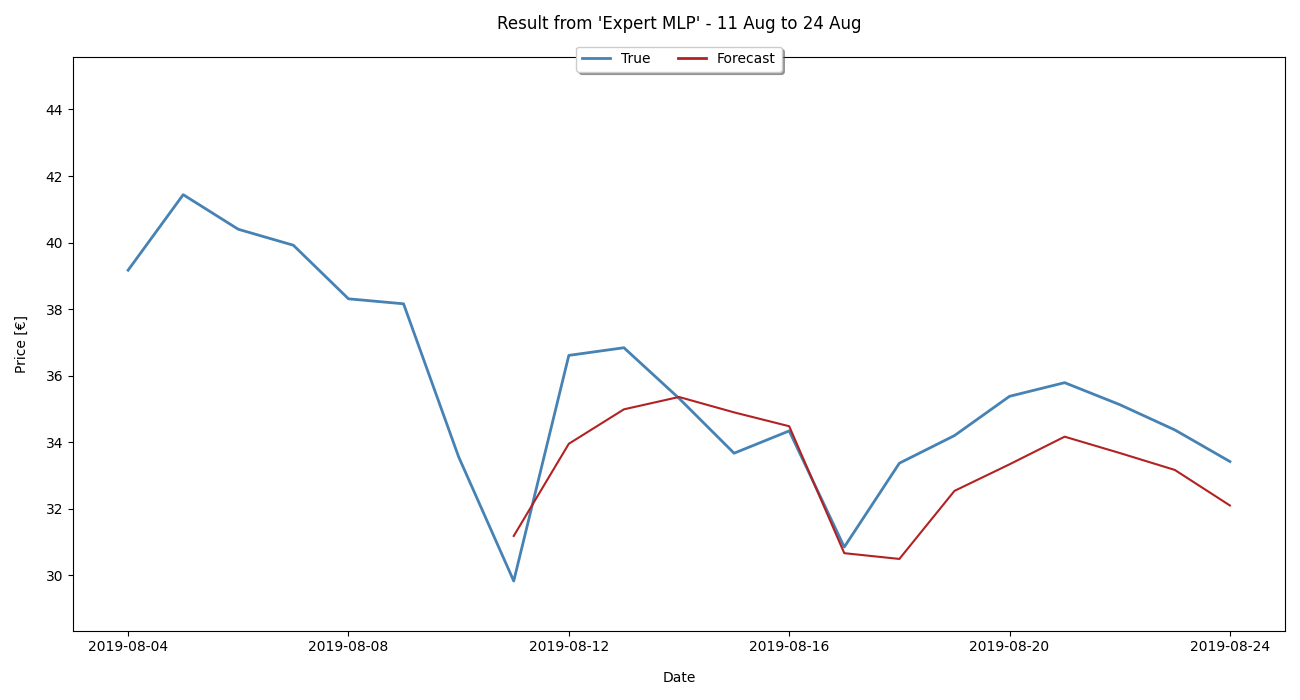 Result from 'Expert MLP' - 11 Aug to 24 Aug
True Forecast
44
42
40
38
36
34
32
30
Price [€]
2019-08-04 2019-08-08 2019-08-12 2019-08-16 2019-08-20 2019-08-24
Date